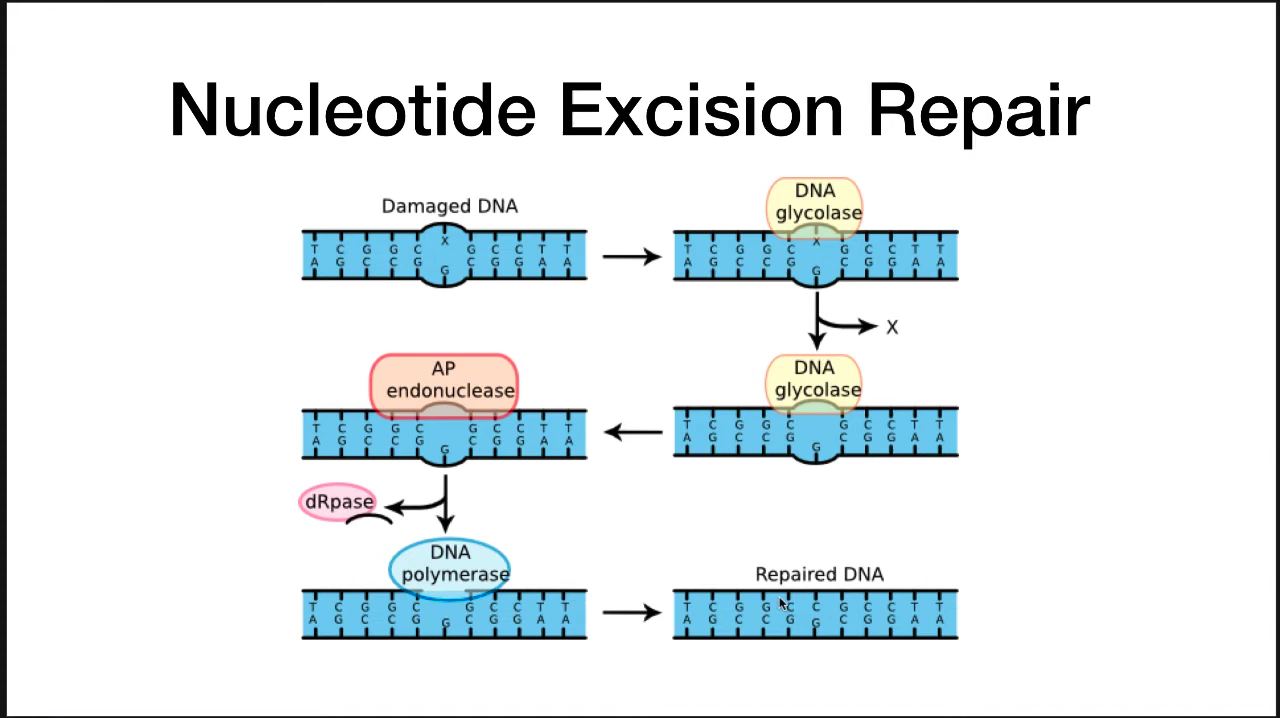 Nucleotide Excision Repair
Damaged DNA
X
T C G G C G C C T T
A G C C G C G G A A
G
DNA
glycolase
X
T C G G C G C C T T
A G C C G C G G A A
G
X
DNA
glycolase
T C G G C G C C T T
A G C C G C G G A A
G
AP
endonuclease
T C G G C G C C T T
A G C C G C G G A A
G
dRpase
DNA
polymerase
T C G G C G C C T T
A G C C G G C G G A A
Repaired DNA
T C G G C C G C C T T
A G C C G G C G G A A